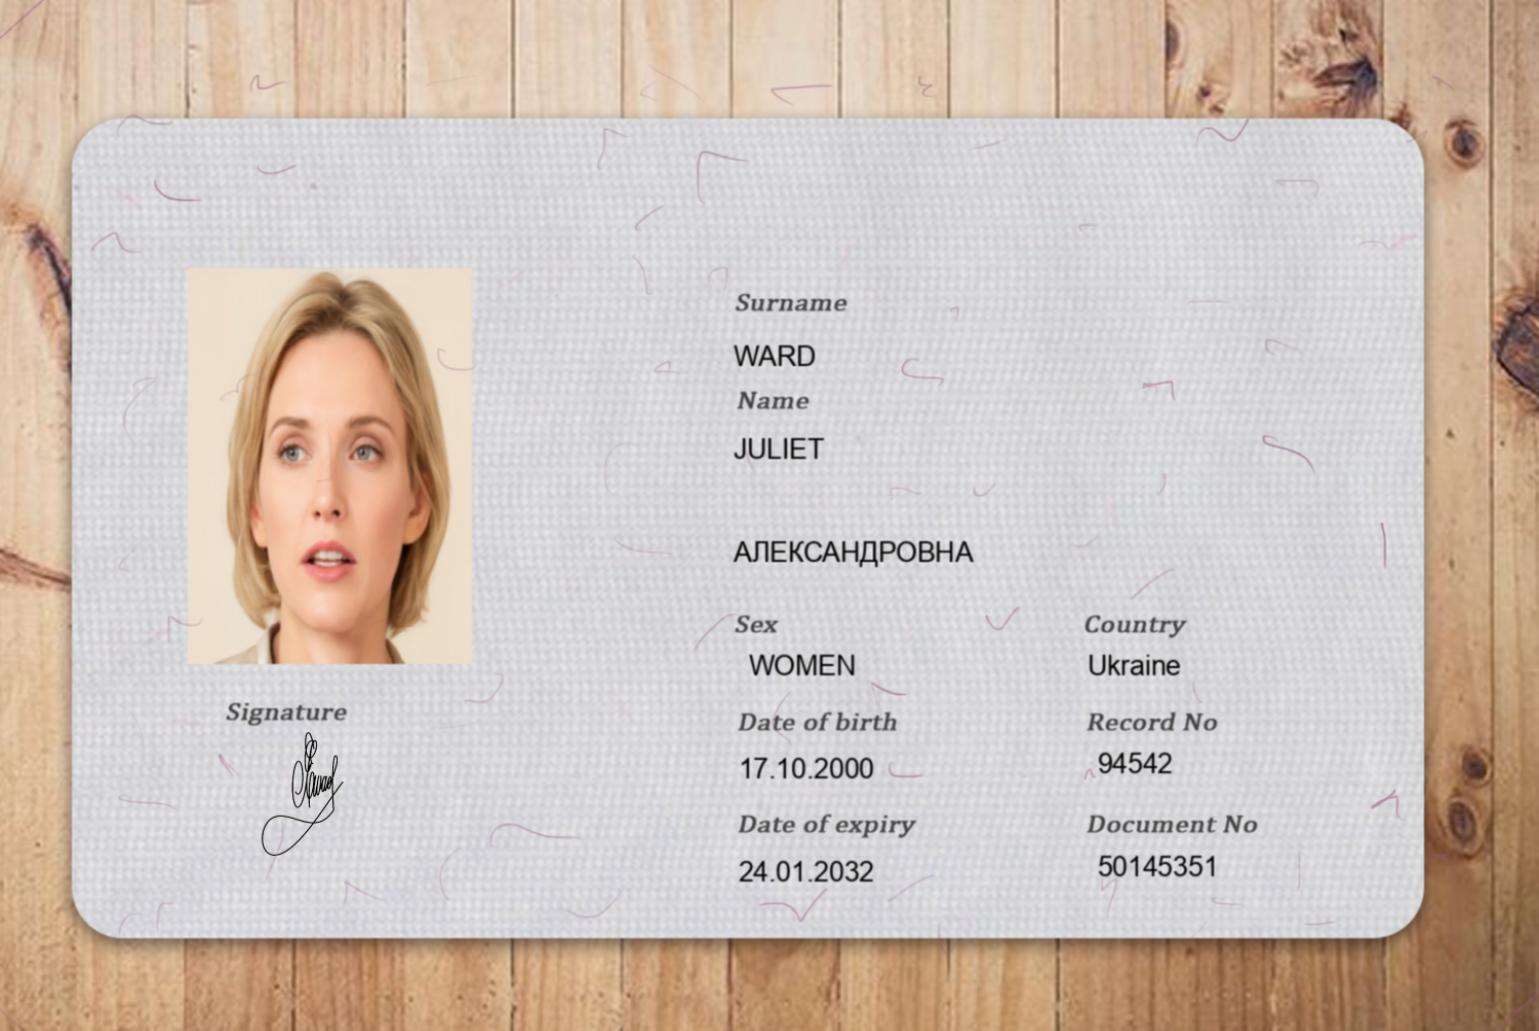 Surname
WARD
Name
JULIET
АЛЕКСАНДРОВНА
Sex Country
WOMEN Ukraine
Date of birth Record No
17.10.2000 94542
Date of expiry Document No
24.01.2032 50145351
Signature